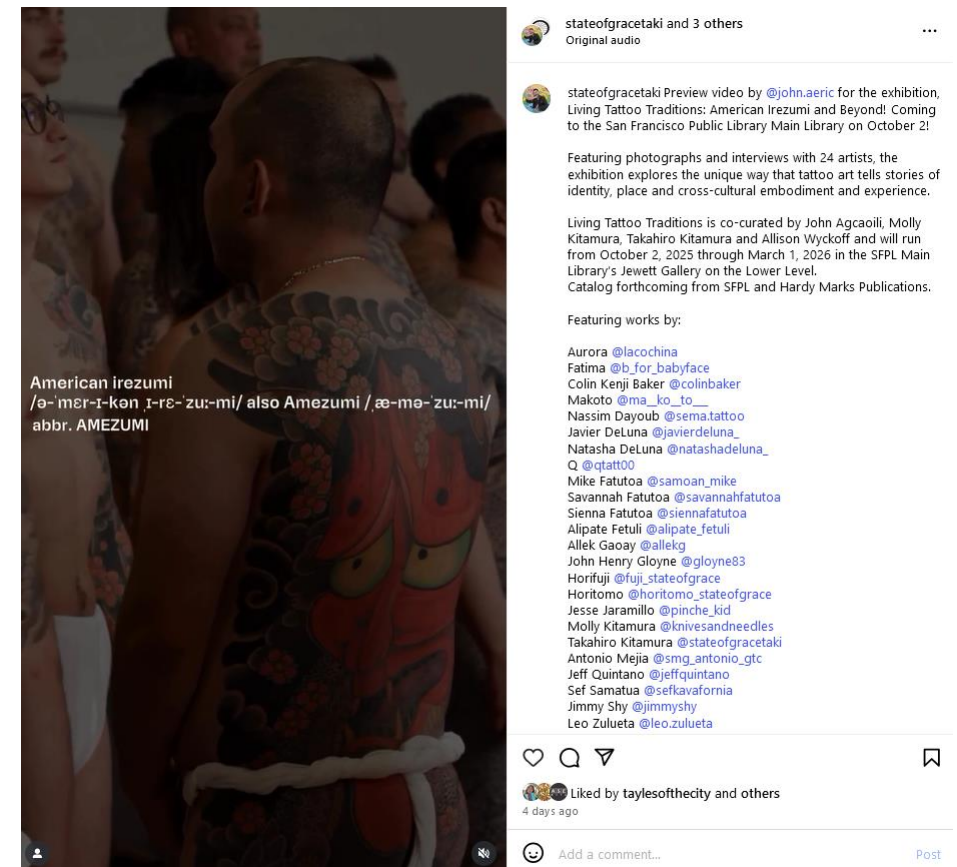 American irezumi
/ə-ˈmɛr-ɪ-kən ˌɪ-rɛ-ˈzuː-mi/ also Amezumi /ˌæ-mə-ˈzuː-mi/
abbr. AMEZUMI
stateofgracetaki and 3 others
Original audio
stateofgracetaki Preview video by @john.aeric for the exhibition,
Living Tattoo Traditions: American Irezumi and Beyond! Coming
to the San Francisco Public Library Main Library on October 2!
Featuring photographs and interviews with 24 artists, the
exhibition explores the unique way that tattoo art tells stories of
identity, place and cross-cultural embodiment and experience.
Living Tattoo Traditions is co-curated by John Agcaoili, Molly
Kitamura, Takahiro Kitamura and Allison Wyckoff and will run
from October 2, 2025 through March 1, 2026 in the SFPL Main
Library's Jewett Gallery on the Lower Level.
Catalog forthcoming from SFPL and Hardy Marks Publications.
Featuring works by:
Aurora @lacochina
Fatima @b_for_babyface
Colin Kenji Baker @colinbaker
Makoto @ma__ko__to___
Nassim Dayoub @sema.tattoo
Javier DeLuna @javierdeluna_
Natasha DeLuna @natashadeluna_
Q @qtatt00
Mike Fatutoa @samoan_mike
Savannah Fatutoa @savannahfatutoa
Sienna Fatutoa @siennafatutoa
Alipate Fetuli @alipate_fetuli
Allek Gaoay @allekg
John Henry Gloyne @gloyne83
Horifuji @fuji_stateofgrace
Horitomo @horitomo_stateofgrace
Jesse Jaramillo @pinche_kid
Molly Kitamura @knivesandneedles
Takahiro Kitamura @stateofgracetaki
Antonio Mejia @smg_antonio_gtc
Jeff Quintano @jeffquintano
Sef Samatua @sefkavafornia
Jimmy Shy @jimmyshy
Leo Zulueta @leo.zulueta
Liked by taylesofthecity and others
4 days ago
Add a comment...
Post